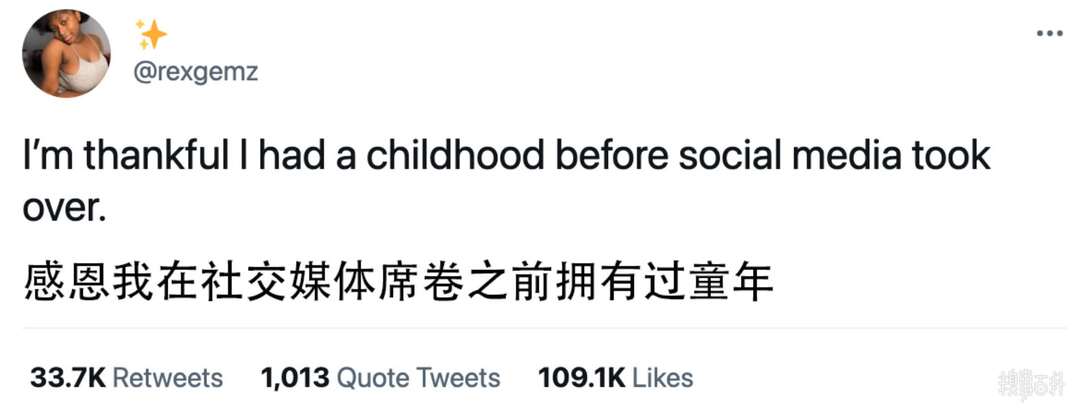 @rexgemz
I'm thankful I had a childhood before social media took
over.
感恩我在社交媒体席卷之前拥有过童年
33.7K Retweets 1,013 Quote Tweets 109.1K Likes